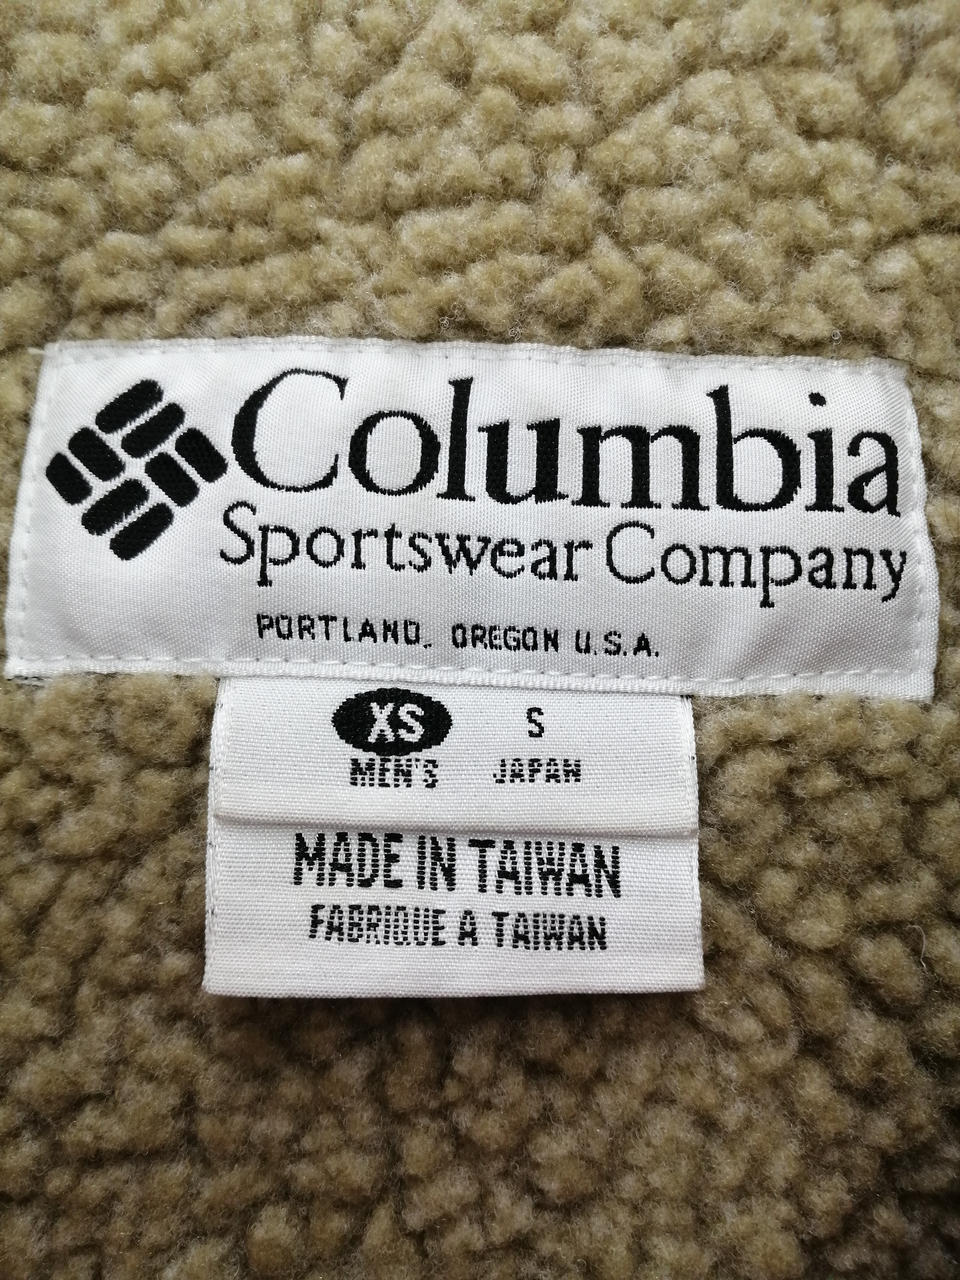 Columbia
Sportswear Company
PORTLAND, OREGON U.S.A.
XS S
MEN'S JAPAN
MADE IN TAIWAN
FABRIQUE A TAIWAN